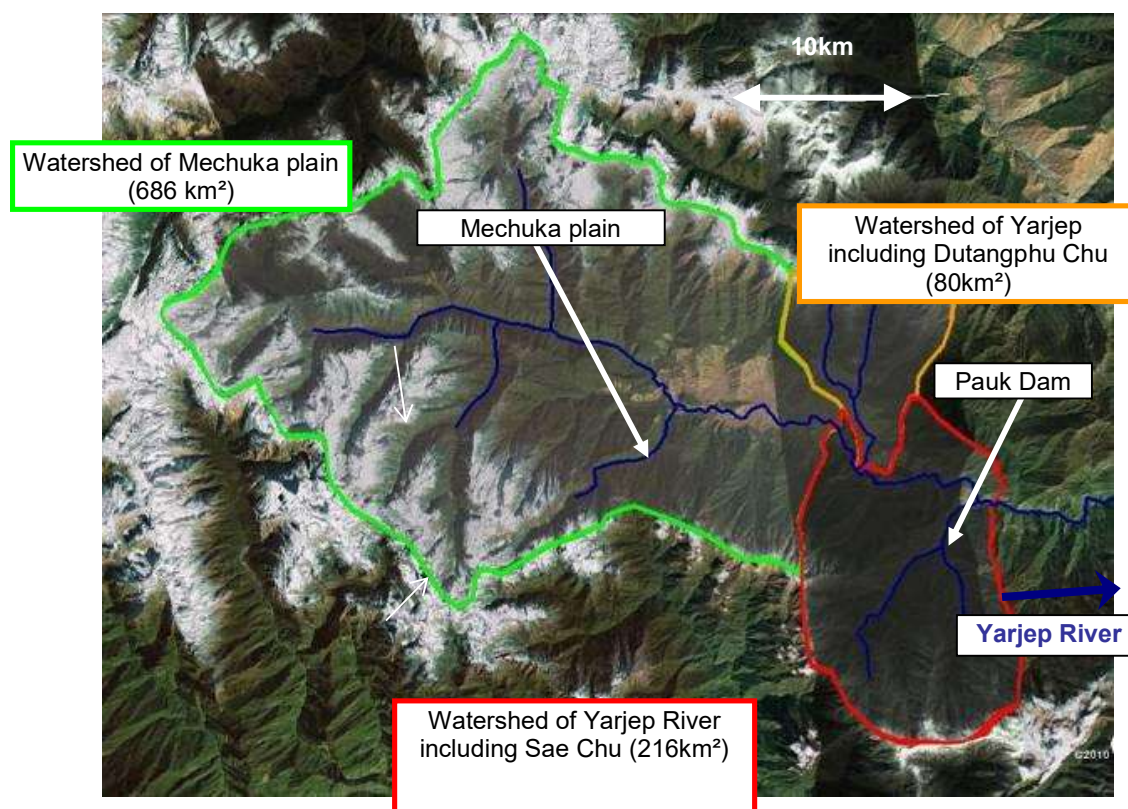 10km
Watershed of Mechuka plain
(686 km²)
Mechuka plain
Watershed of Yarjep
including Dutangphu Chu
(80km²)
Pauk Dam
Yarjep River
Watershed of Yarjep River
including Sae Chu (216km²)
©2010